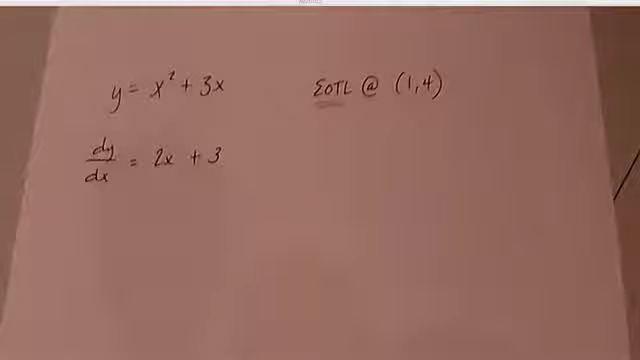 y = x² + 3x
EOTL @ (1,4)
dy/dx = 2x + 3